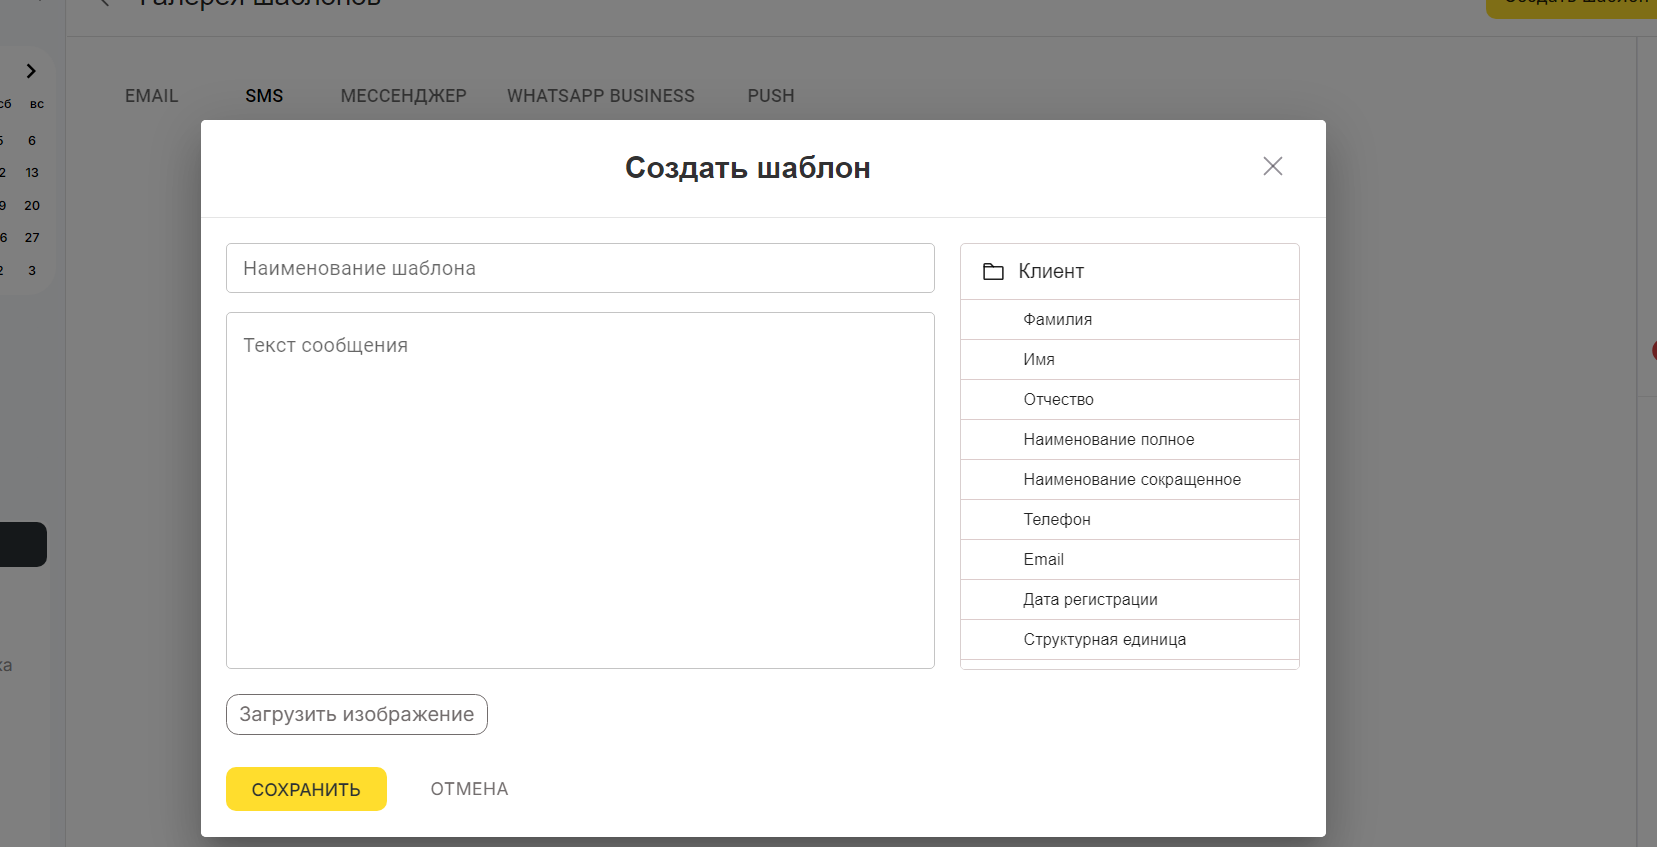 Галерея шаблонов
Создать шаблон
EMAIL SMS МЕССЕНДЖЕР WHATSAPP BUSINESS PUSH
сб вс
5 6
2 13
9 20
6 27
2 3
Создать шаблон
Наименование шаблона
Текст сообщения
Клиент
Фамилия
Имя
Отчество
Наименование полное
Наименование сокращенное
Телефон
Email
Дата регистрации
Структурная единица
ка
Загрузить изображение
СОХРАНИТЬ ОТМЕНА